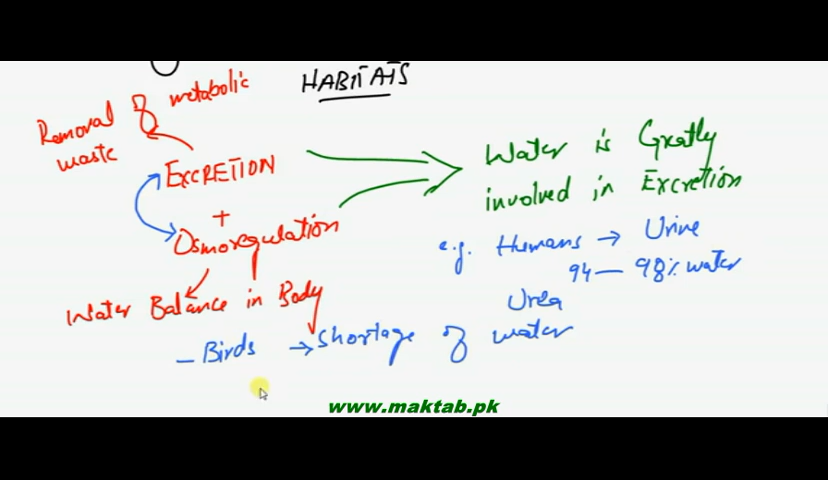 HABITATS
Removal of metabolic
waste
EXCRETION
+
Osmoregulation
Water Balance in Body
Water is Greatly
involved in Excretion
e.g. Humans → Urine
94 — 98% water
Urea
– Birds → Shortage of water
www.maktab.pk